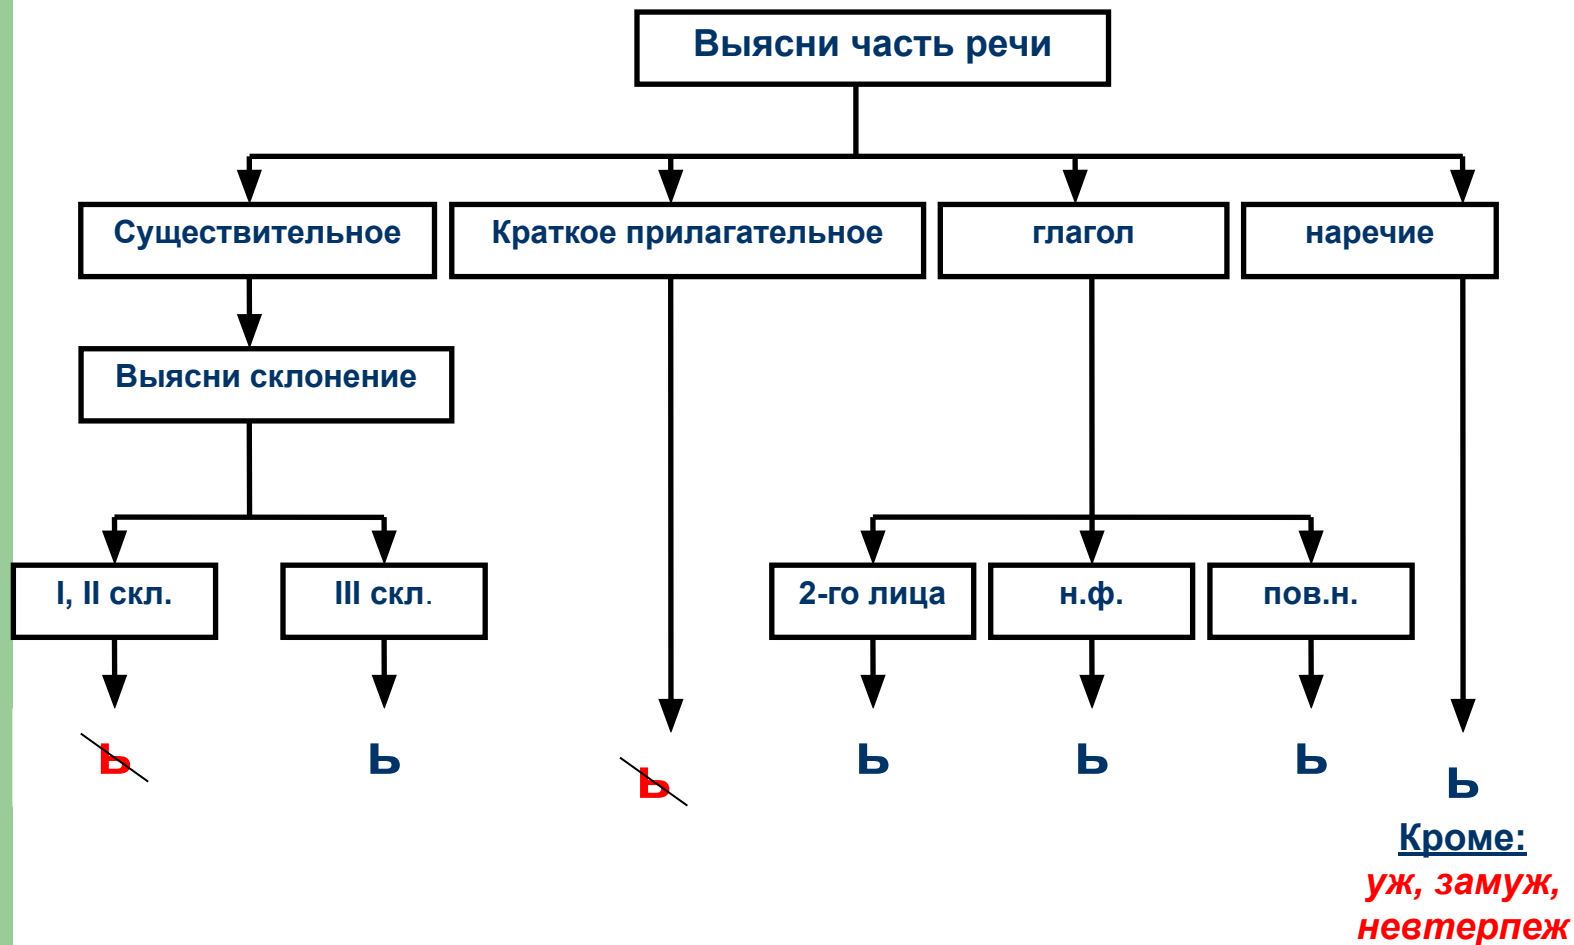 Выясни часть речи
Существительное
Краткое прилагательное
глагол
наречие
Выясни склонение
I, II скл.
III скл.
2-го лица
н.ф.
пов.н.
ь
ь
ь
ь
ь
ь
ь
Кроме:
уж, замуж,
невтерпеж